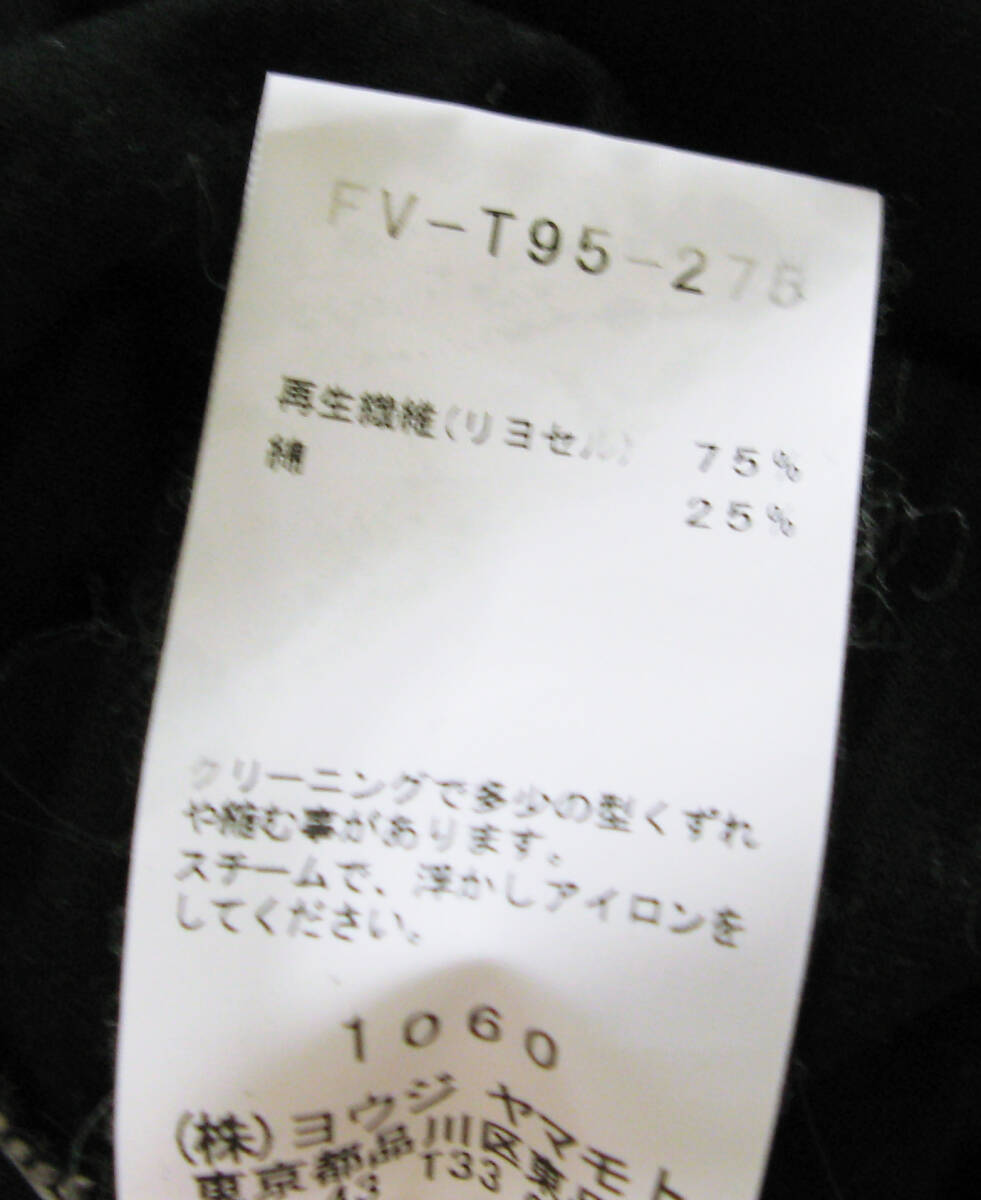 FV-T95-275
再生繊維(リヨセル) 75%
綿 25%
クリーニングで多少の型くずれ
や縮む事があります。
スチームで、浮かしアイロンを
してください。
1060
(株)ヨウジ ヤマモト
東京都品川区東
T33